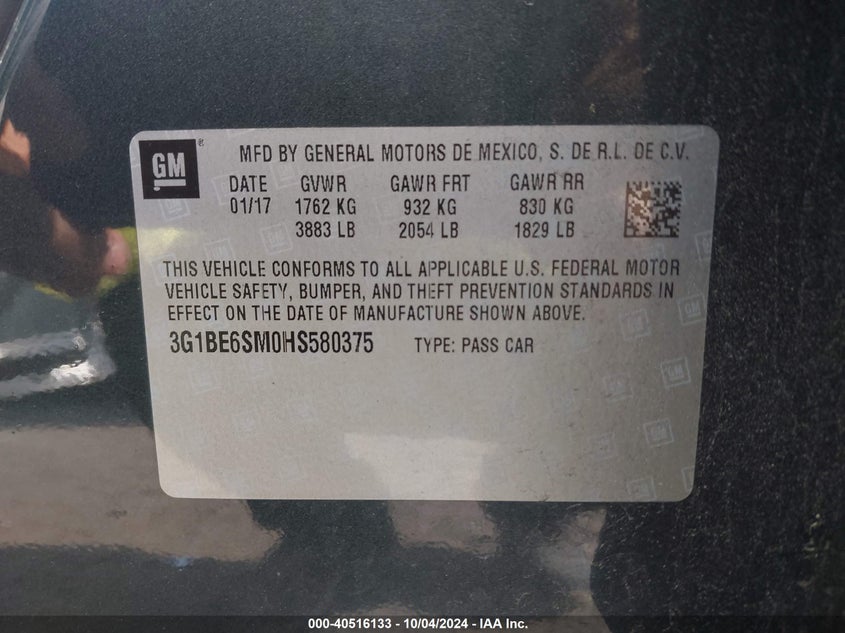 GM ® MFD BY GENERAL MOTORS DE MEXICO, S. DE R.L. DE C.V.
DATE GVWR GAWR FRT GAWR RR
01/17 1762 KG 932 KG 830 KG
3883 LB 2054 LB 1829 LB
THIS VEHICLE CONFORMS TO ALL APPLICABLE U.S. FEDERAL MOTOR
VEHICLE SAFETY, BUMPER, AND THEFT PREVENTION STANDARDS IN
EFFECT ON THE DATE OF MANUFACTURE SHOWN ABOVE.
3G1BE6SM0HS580375 TYPE: PASS CAR
000-40516133 - 10/04/2024 - IAA Inc.